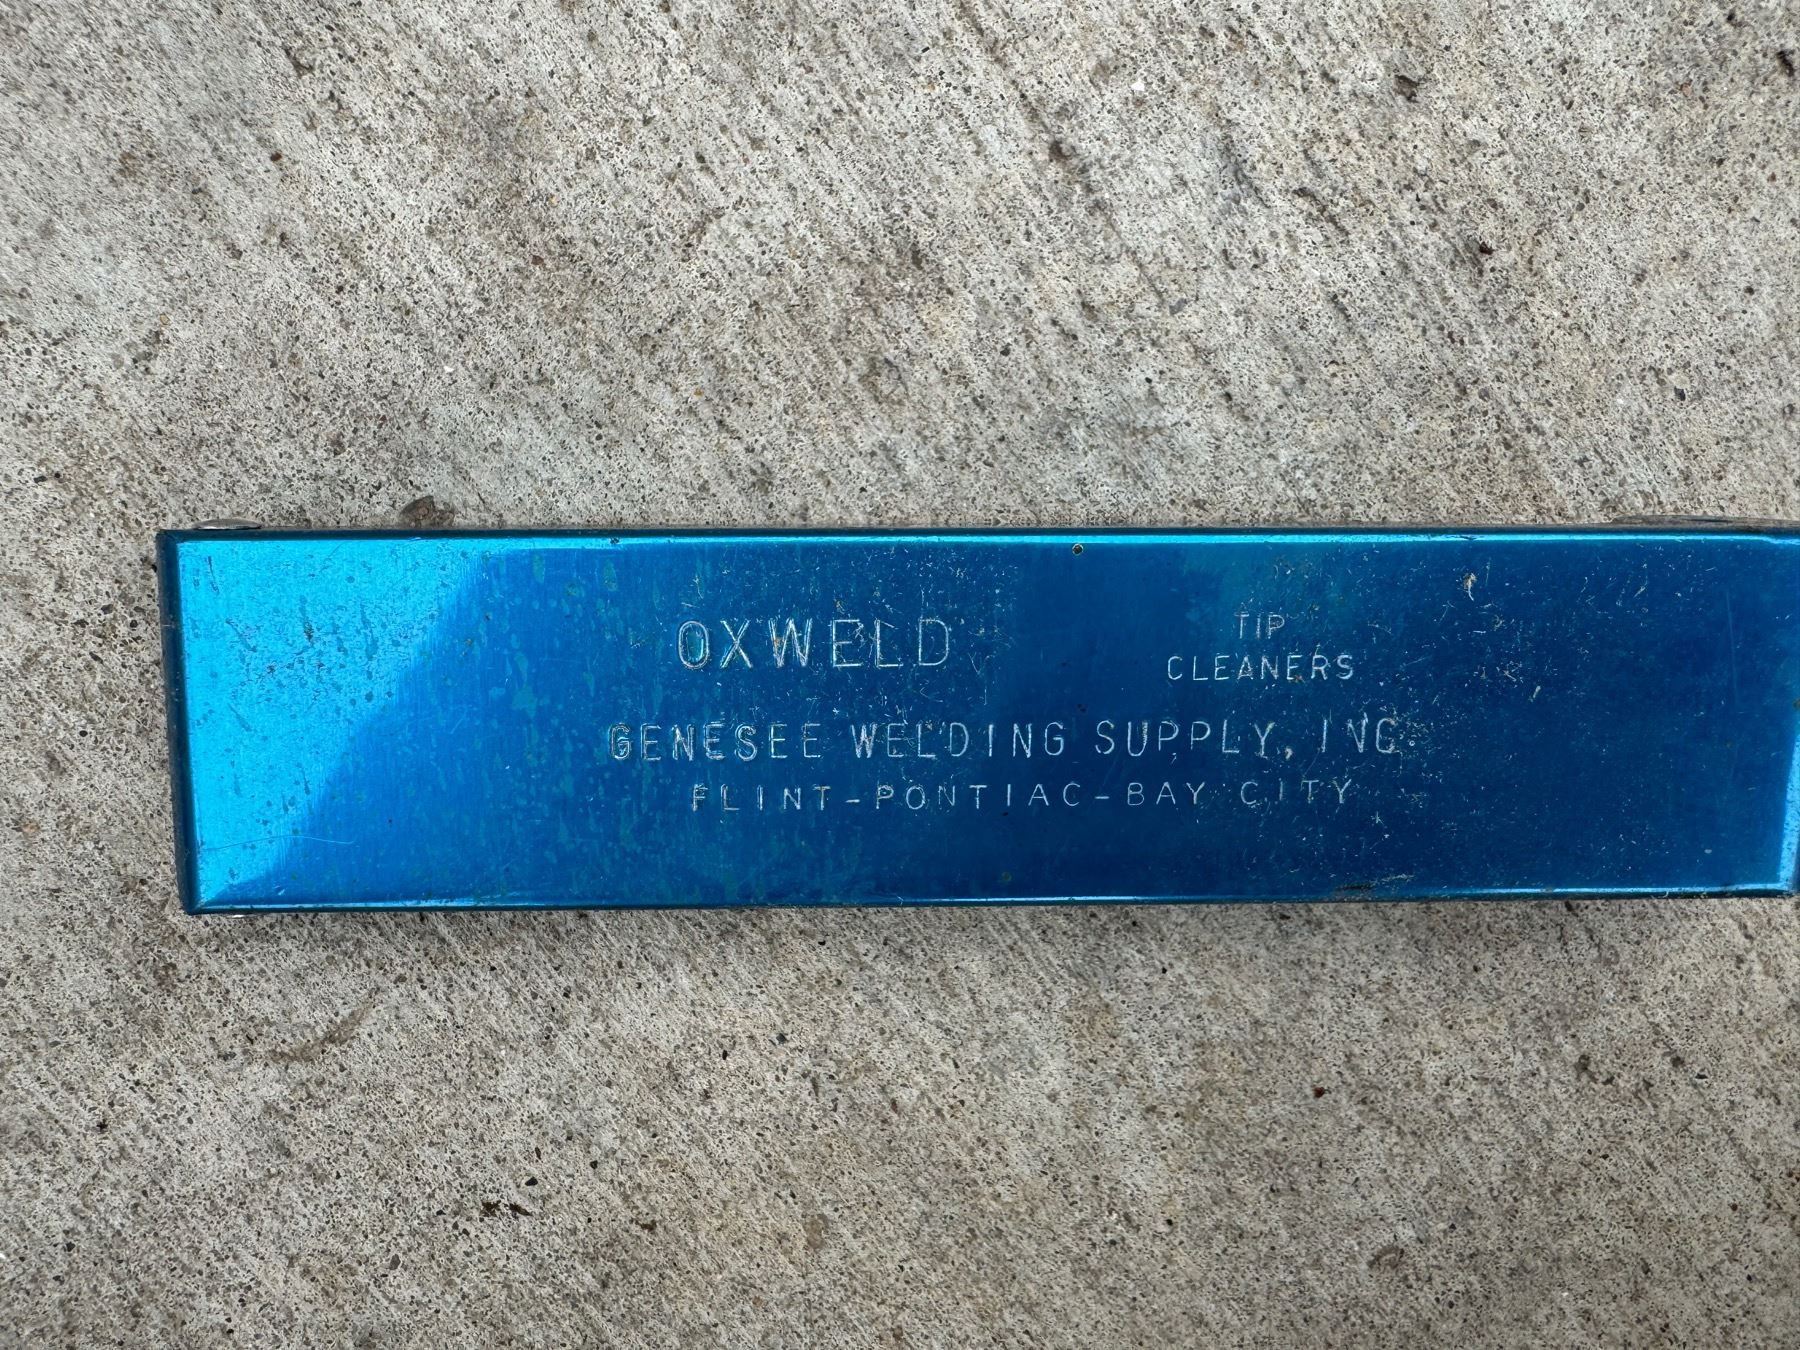 OXWELD
TIP
CLEANERS
GENESEE WELDING SUPPLY, INC.
FLINT-PONTIAC-BAY CITY